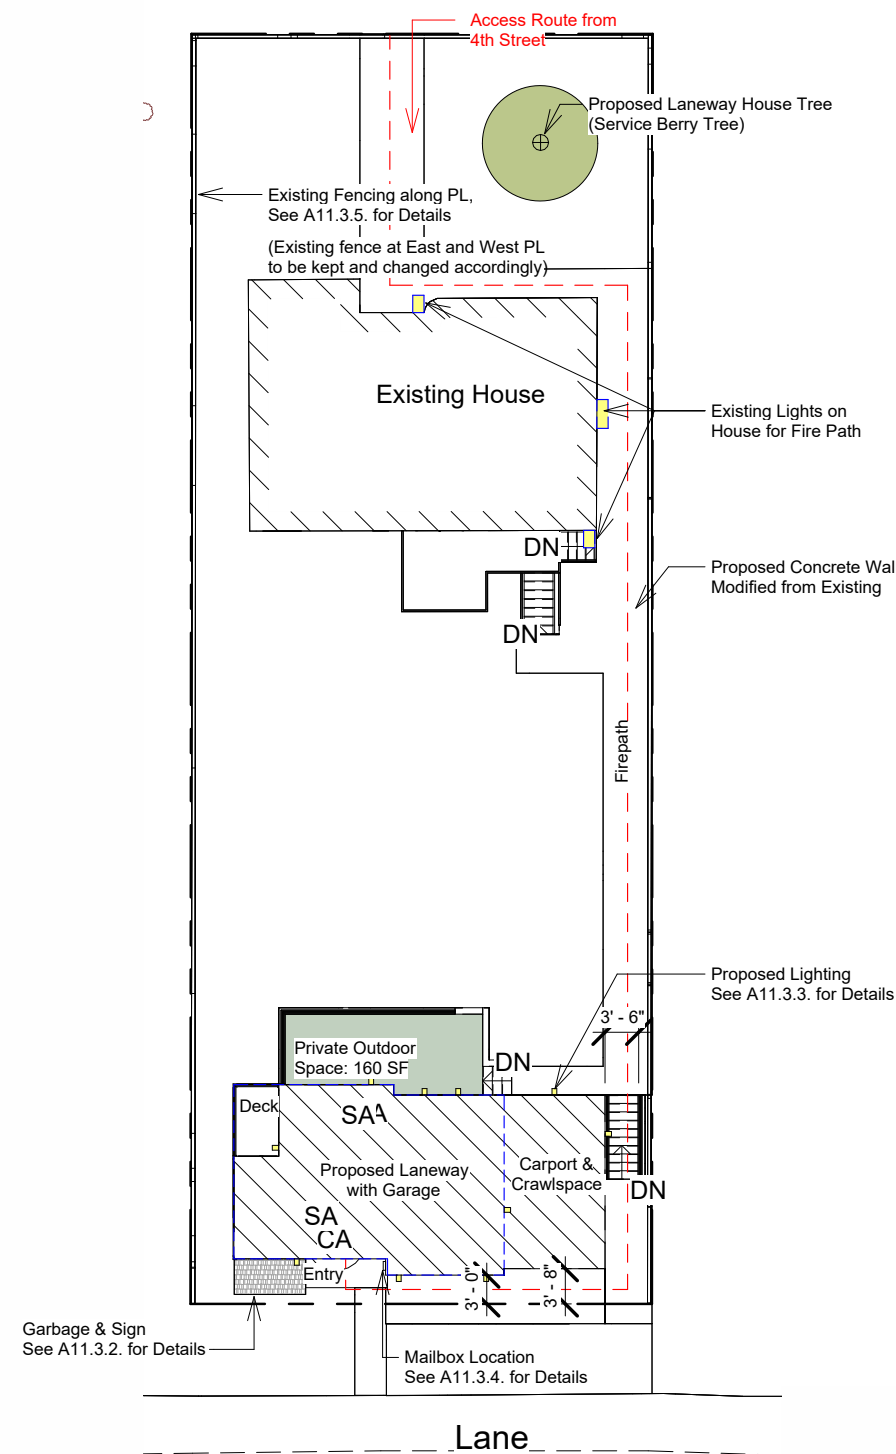 Access Route from
4th Street
Proposed Laneway House Tree
(Service Berry Tree)
Existing Fencing along PL,
See A11.3.5. for Details
(Existing fence at East and West PL
to be kept and changed accordingly)
Existing House
Existing Lights on
House for Fire Path
DN
Proposed Concrete Wal
Modified from Existing
DN
Firepath
Proposed Lighting
See A11.3.3. for Details
3' - 6"
Private Outdoor
Space: 160 SF
DN
Deck
SA
A
Proposed Laneway
with Garage
Carport &
Crawlspace
DN
SA
CA
Entry
3' - 0"
3' - 8"
Garbage & Sign
See A11.3.2. for Details
Mailbox Location
See A11.3.4. for Details
Lane